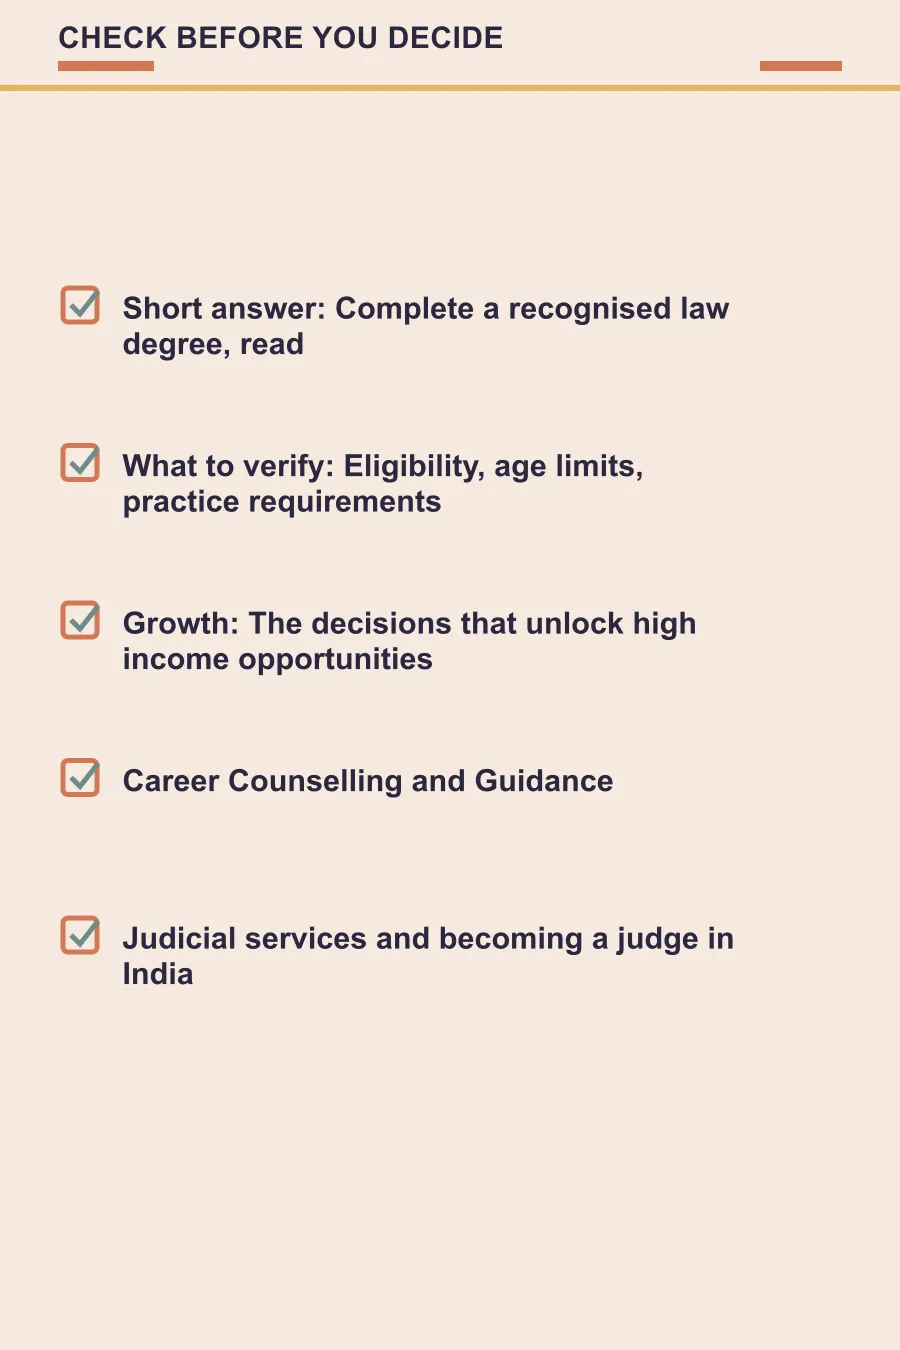 CHECK BEFORE YOU DECIDE
Short answer: Complete a recognised law
degree, read
What to verify: Eligibility, age limits,
practice requirements
Growth: The decisions that unlock high
income opportunities
Career Counselling and Guidance
Judicial services and becoming a judge in
India